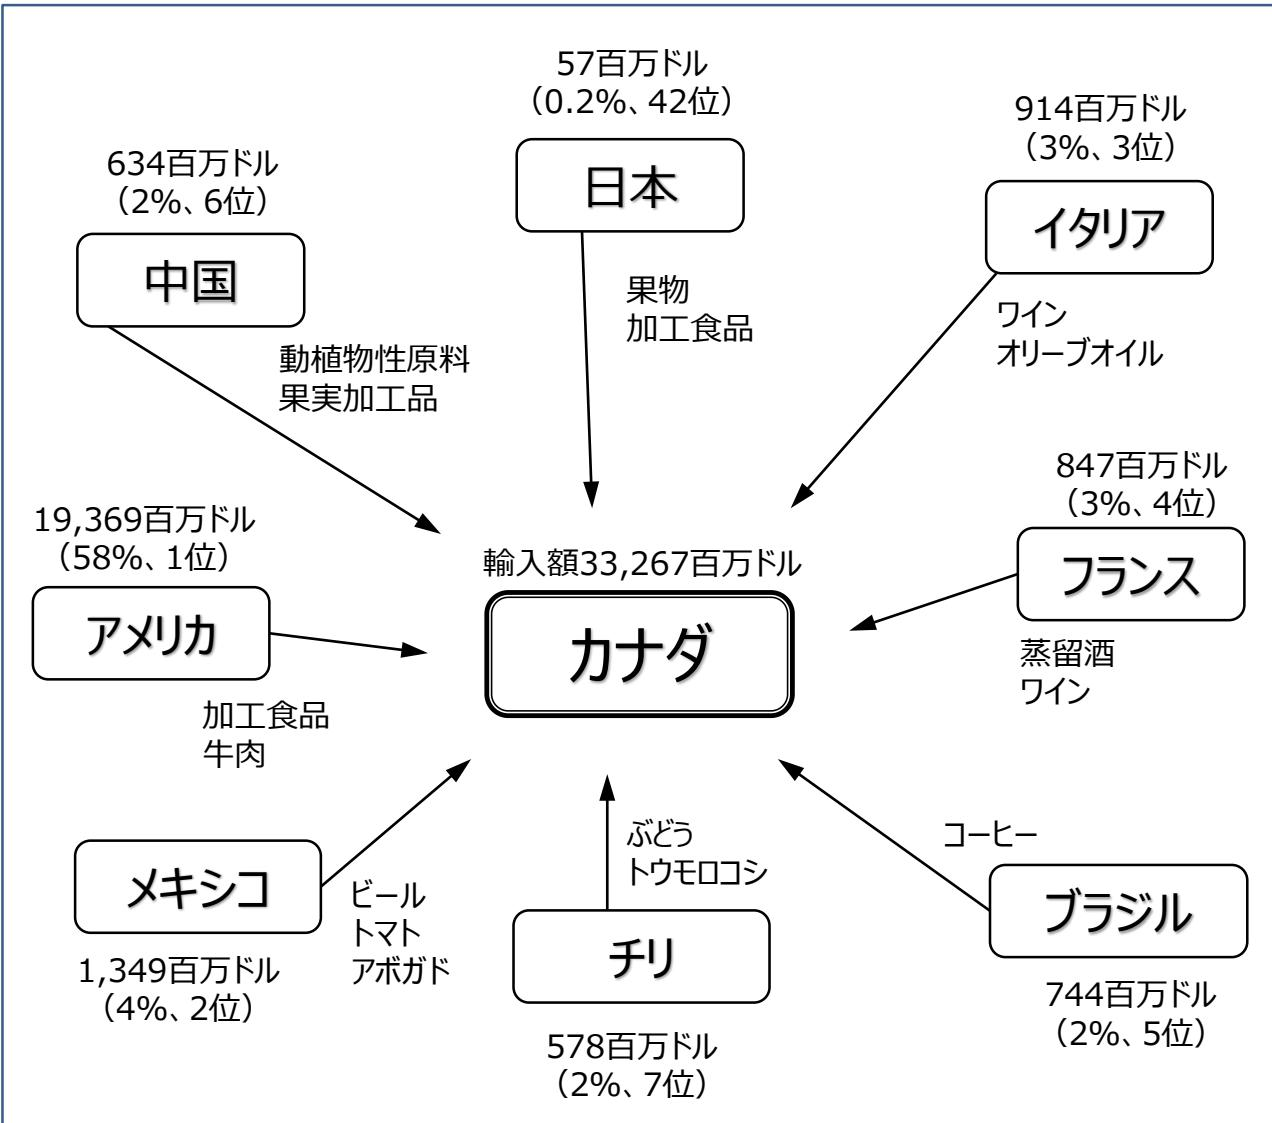 57百万ドル
（0.2%、42位）
日本
果物
加工食品
914百万ドル
（3%、3位）
イタリア
ワイン
オリーブオイル
634百万ドル
（2%、6位）
中国
動植物性原料
果実加工品
847百万ドル
（3%、4位）
フランス
蒸留酒
ワイン
19,369百万ドル
（58%、1位）
アメリカ
加工食品
牛肉
輸入額33,267百万ドル
カナダ
メキシコ
1,349百万ドル
（4%、2位）
ビール
トマト
アボガド
ぶどう
トウモロコシ
チリ
578百万ドル
（2%、7位）
コーヒー
ブラジル
744百万ドル
（2%、5位）